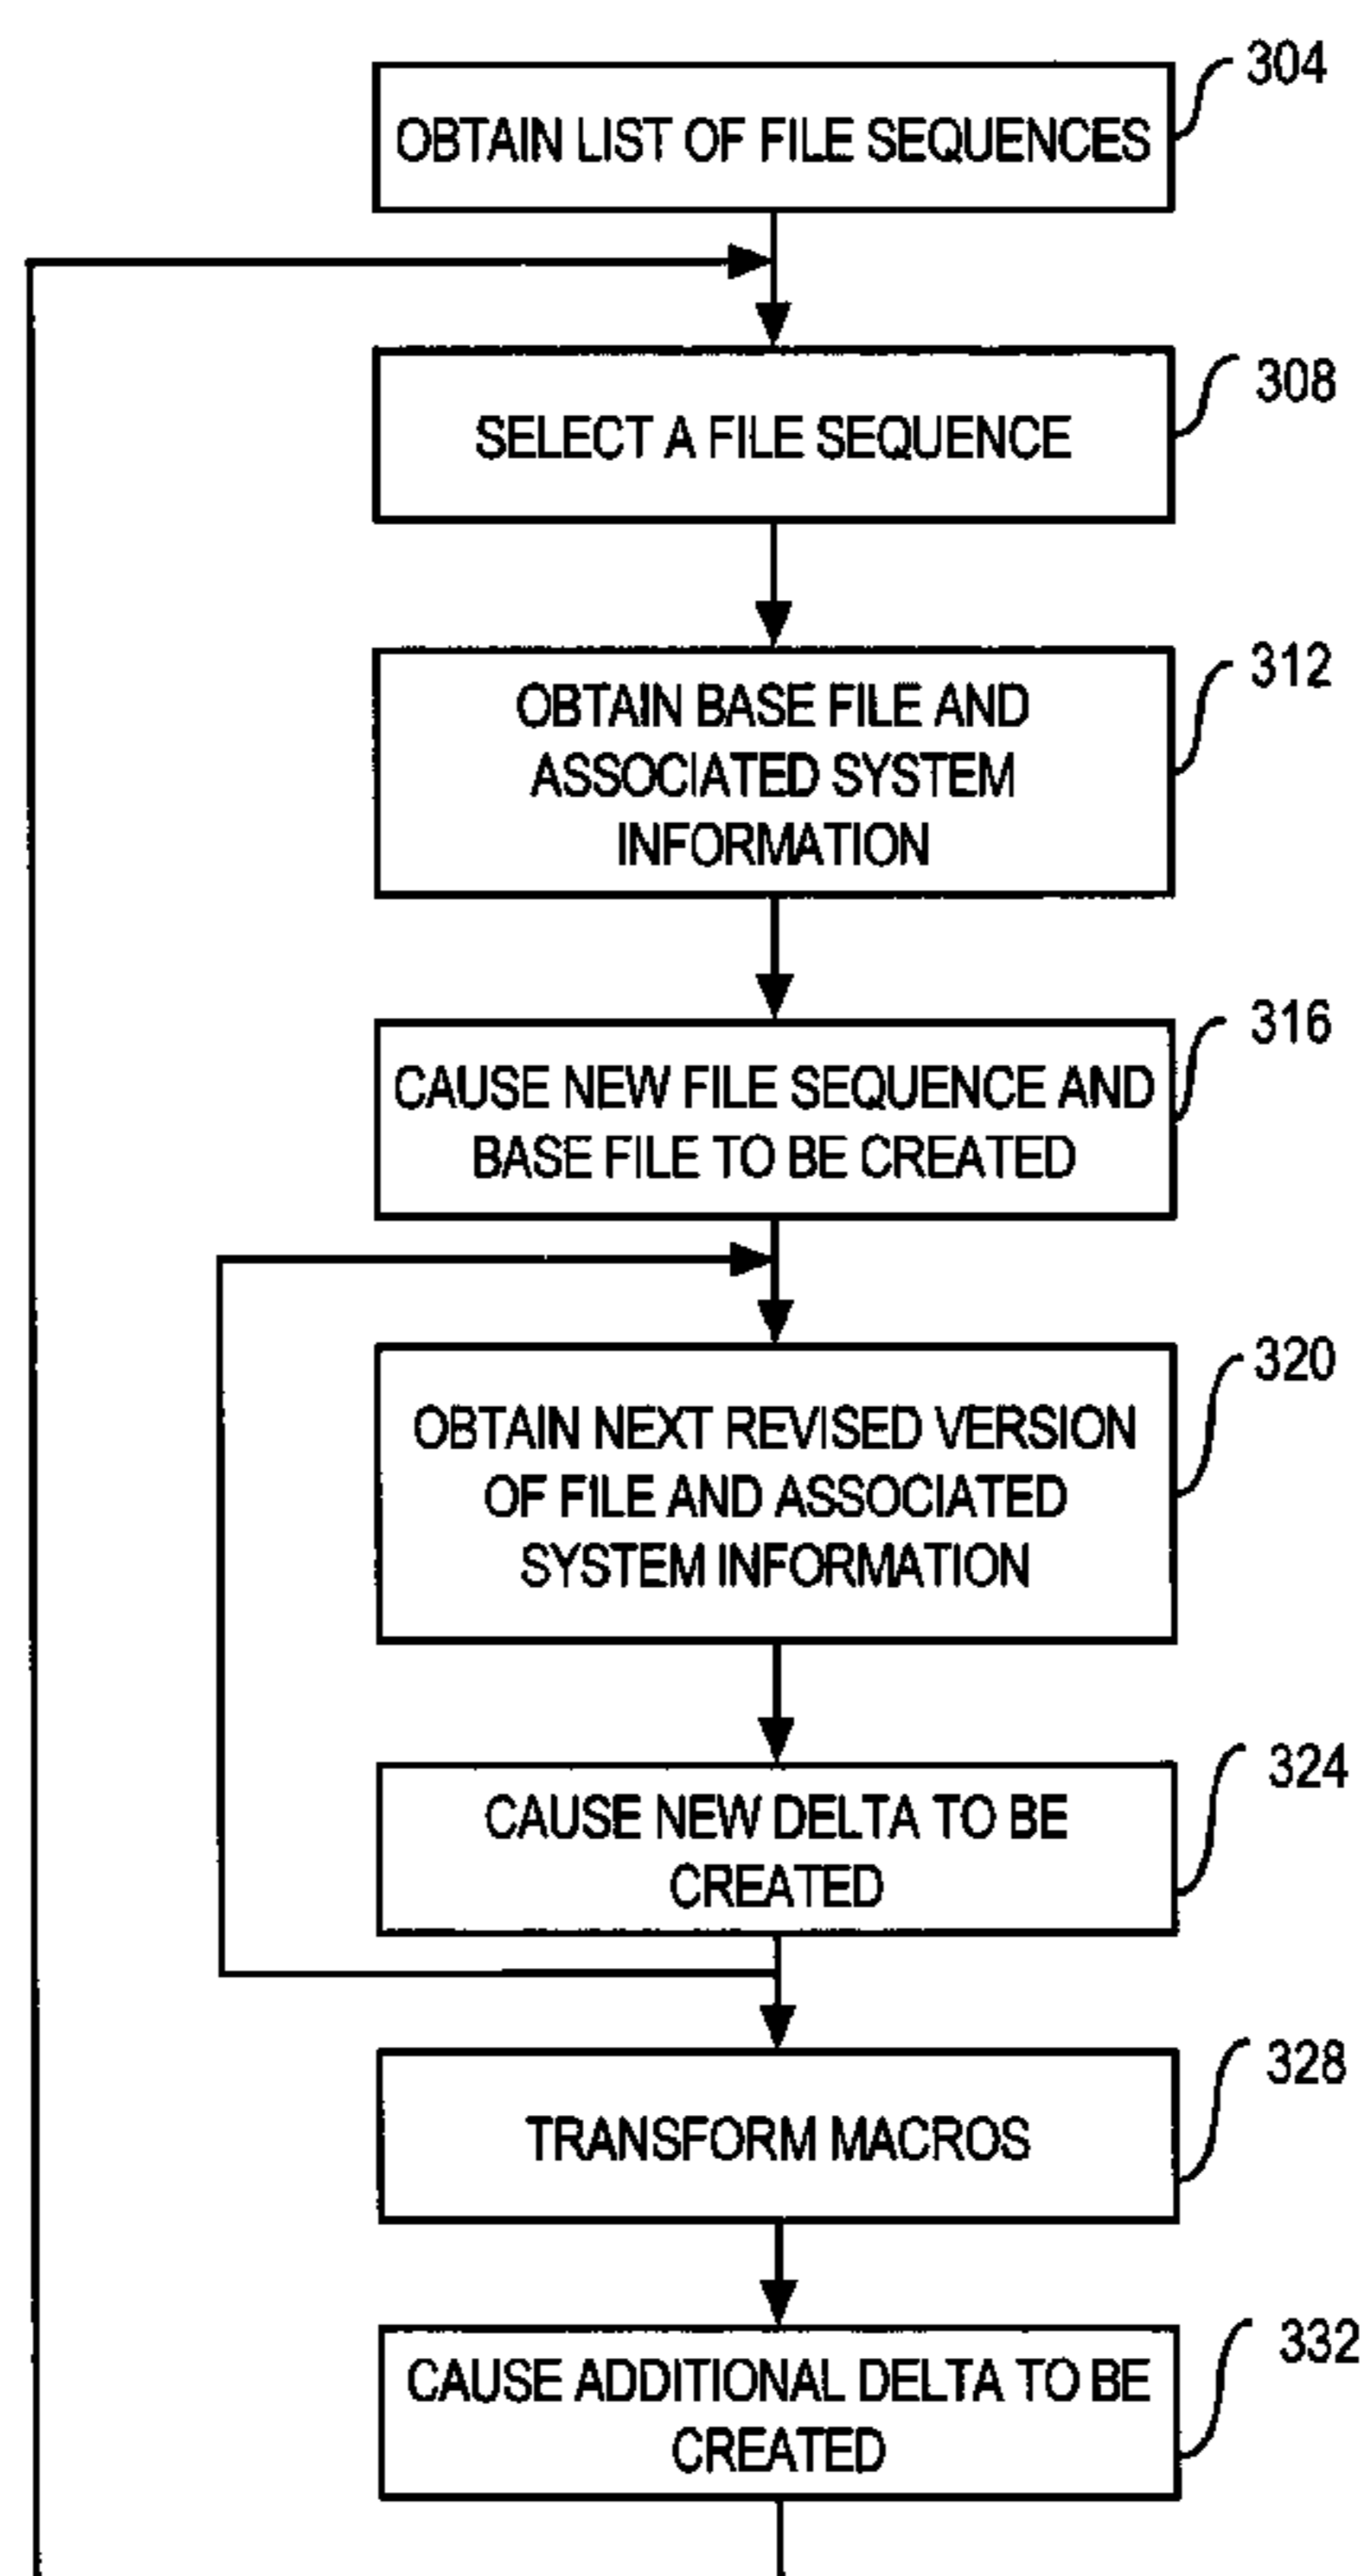 304
OBTAIN LIST OF FILE SEQUENCES
308
SELECT A FILE SEQUENCE
312
OBTAIN BASE FILE AND
ASSOCIATED SYSTEM
INFORMATION
316
CAUSE NEW FILE SEQUENCE AND
BASE FILE TO BE CREATED
320
OBTAIN NEXT REVISED VERSION
OF FILE AND ASSOCIATED
SYSTEM INFORMATION
324
CAUSE NEW DELTA TO BE
CREATED
328
TRANSFORM MACROS
332
CAUSE ADDITIONAL DELTA TO BE
CREATED